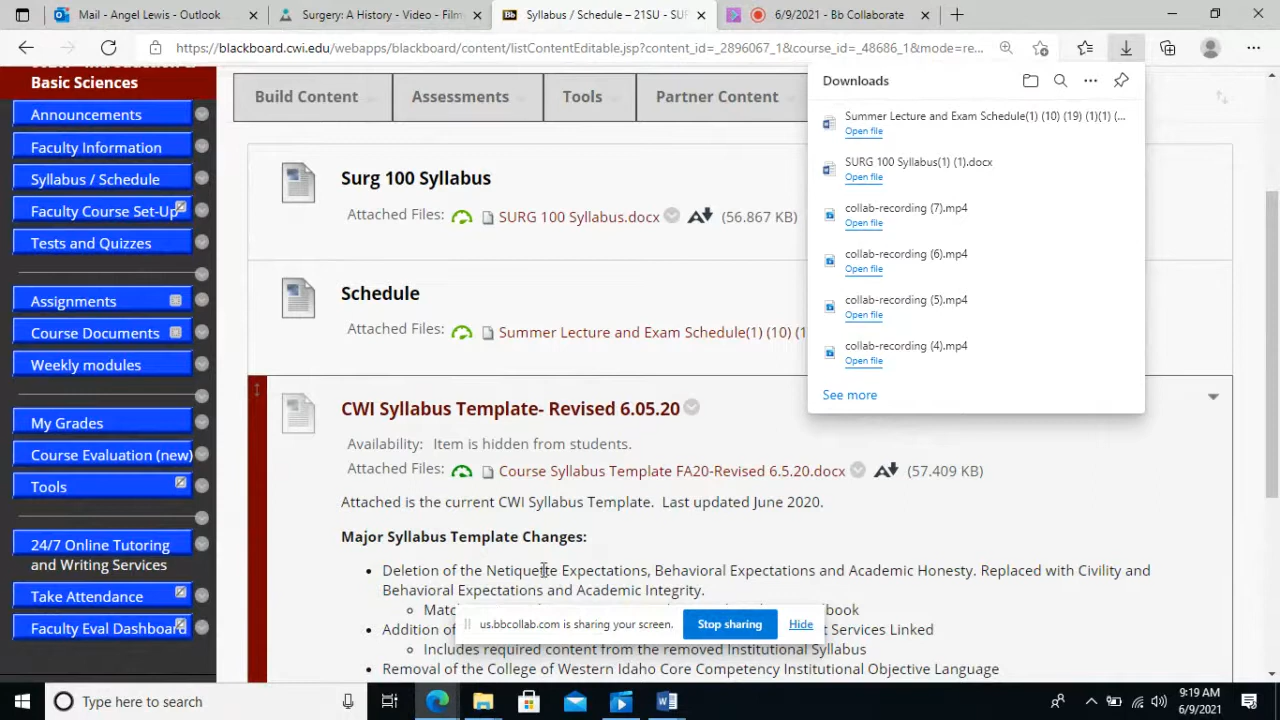 Mail - Angel Lewis - Outlook
Surgery: A History - Video - Film
Bb Syllabus / Schedule – 21SU - SUR
6/9/2021 - Bb Collaborate
https://blackboard.cwi.edu/webapps/blackboard/content/listContentEditable.jsp?content_id=_2896067_1&course_id=_48686_1&mode=re...
Basic Sciences
Announcements
Faculty Information
Syllabus / Schedule
Faculty Course Set-Up
Tests and Quizzes
Assignments
Course Documents
Weekly modules
My Grades
Course Evaluation (new)
Tools
24/7 Online Tutoring
and Writing Services
Take Attendance
Faculty Eval Dashboard
Build Content
Assessments
Tools
Partner Content
Surg 100 Syllabus
Attached Files: SURG 100 Syllabus.docx (56.867 KB)
Schedule
Attached Files: Summer Lecture and Exam Schedule(1) (10) (1
CWI Syllabus Template- Revised 6.05.20
Availability: Item is hidden from students.
Attached Files: Course Syllabus Template FA20-Revised 6.5.20.docx (57.409 KB)
Attached is the current CWI Syllabus Template. Last updated June 2020.
Major Syllabus Template Changes:
• Deletion of the Netiquette Expectations, Behavioral Expectations and Academic Honesty. Replaced with Civility and
Behavioral Expectations and Academic Integrity.
Addition of t Services Linked
Includes required content from the removed Institutional Syllabus
• Removal of the College of Western Idaho Core Competency Institutional Objective Language
Downloads
Summer Lecture and Exam Schedule(1) (10) (19) (1)(1) (...
Open file
SURG 100 Syllabus(1) (1).docx
Open file
collab-recording (7).mp4
Open file
collab-recording (6).mp4
Open file
collab-recording (5).mp4
Open file
collab-recording (4).mp4
Open file
See more
us.bbcollab.com is sharing your screen.
Stop sharing
Hide
Type here to search
9:19 AM
6/9/2021